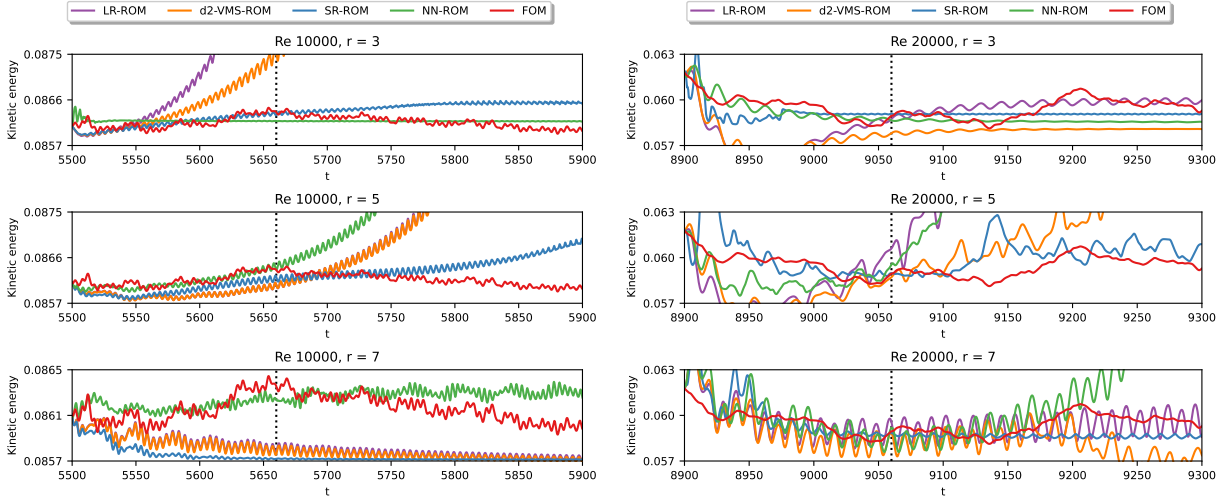 LR-ROM d2-VMS-ROM SR-ROM NN-ROM FOM
Re 10000, r = 3
Kinetic energy
0.0875
0.0866
0.0857
5500 5550 5600 5650 5700 5750 5800 5850 5900
t
Re 10000, r = 5
Kinetic energy
0.0875
0.0866
0.0857
5500 5550 5600 5650 5700 5750 5800 5850 5900
t
Re 10000, r = 7
Kinetic energy
0.0865
0.0861
0.0857
5500 5550 5600 5650 5700 5750 5800 5850 5900
t
LR-ROM d2-VMS-ROM SR-ROM NN-ROM FOM
Re 20000, r = 3
Kinetic energy
0.063
0.060
0.057
8900 8950 9000 9050 9100 9150 9200 9250 9300
t
Re 20000, r = 5
Kinetic energy
0.063
0.060
0.057
8900 8950 9000 9050 9100 9150 9200 9250 9300
t
Re 20000, r = 7
Kinetic energy
0.063
0.060
0.057
8900 8950 9000 9050 9100 9150 9200 9250 9300
t